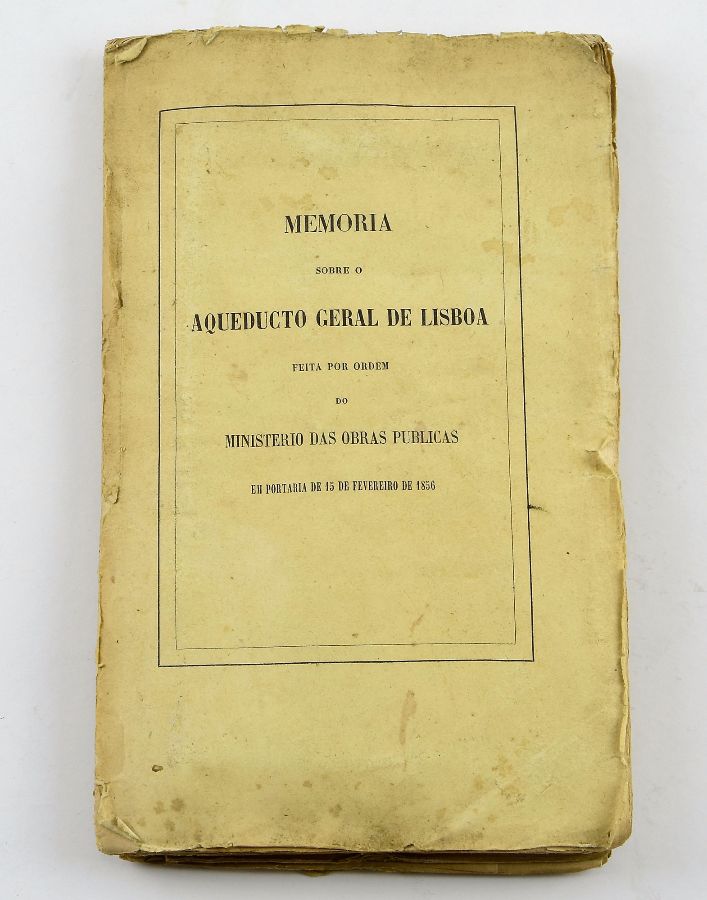 MEMORIA
SOBRE O
AQUEDUCTO GERAL DE LISBOA
FEITA POR ORDEM
DO
MINISTERIO DAS OBRAS PUBLICAS
EM PORTARIA DE 15 DE FEVEREIRO DE 1856